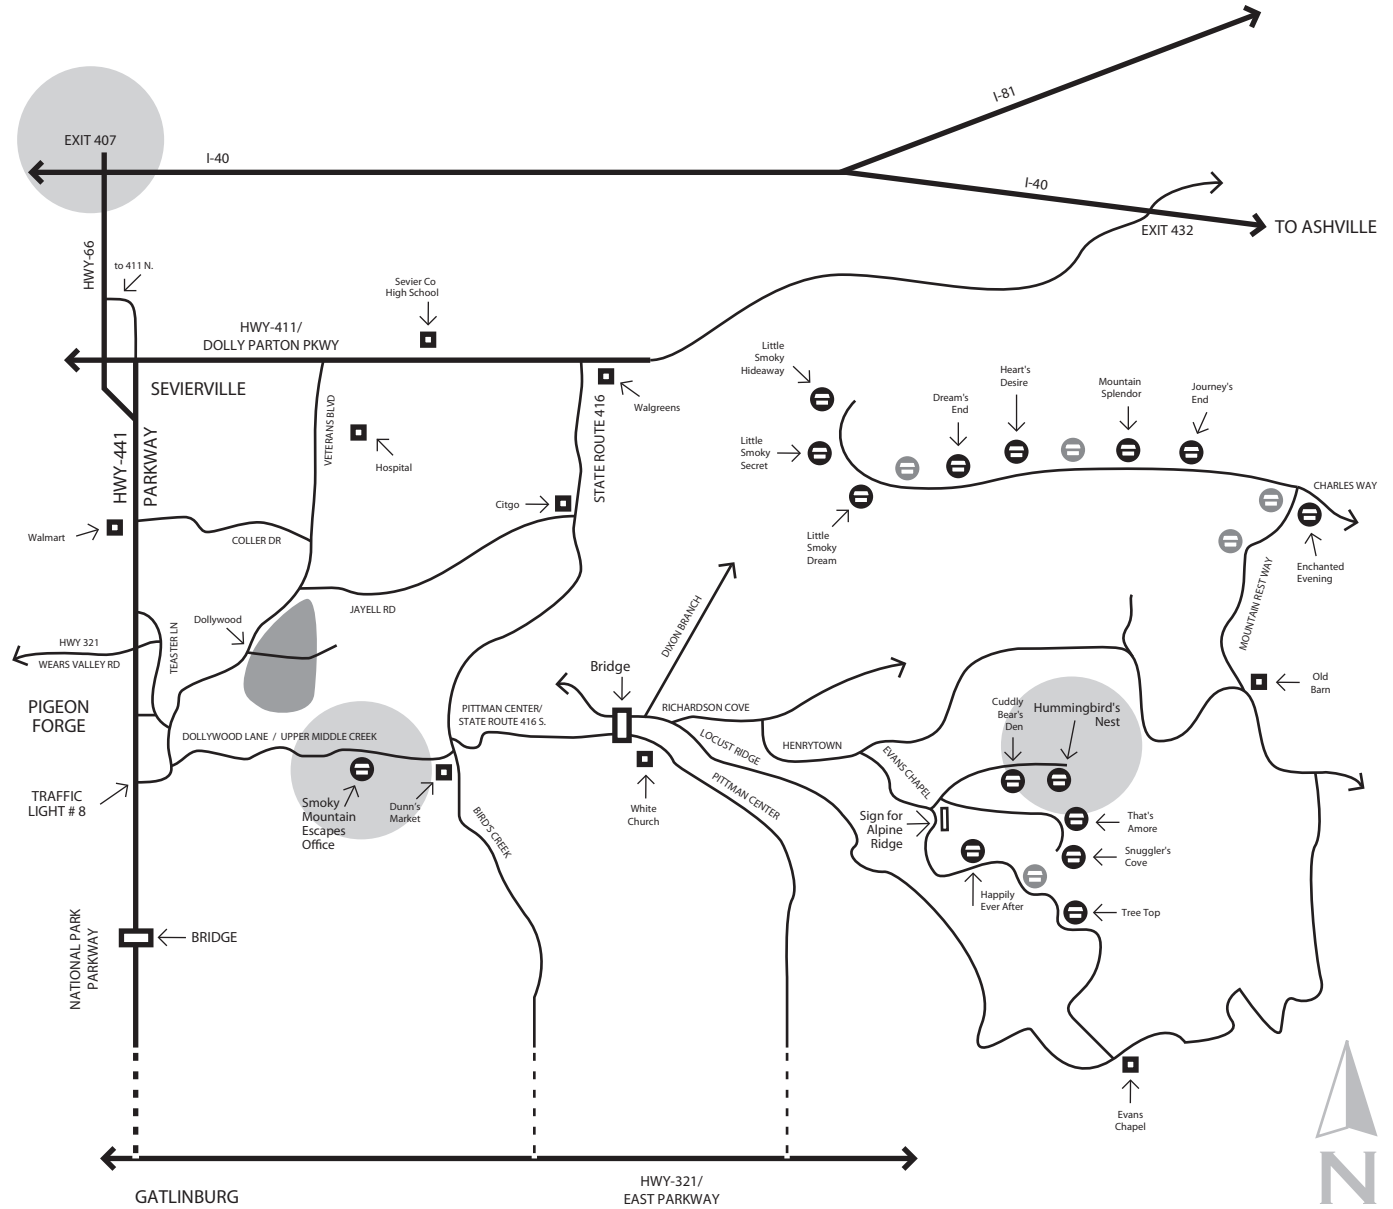 I-81
EXIT 407
I-40
I-40
EXIT 432
TO ASHVILLE
HWY-66
to 411 N.
Sevier Co
High School
HWY-411/
DOLLY PARTON PKWY
SEVIERVILLE
Little
Smoky
Hideaway
Heart's
Desire
Mountain
Splendor
Journey's
End
Dream's
End
Walgreens
VETERANS BLVD
STATE ROUTE 416
HWY-441
PARKWAY
Hospital
Little
Smoky
Secret
CHARLES WAY
Citgo
Walmart
COLLER DR
Little
Smoky
Dream
Enchanted
Evening
JAYELL RD
Dollywood
DIXON BRANCH
MOUNTAIN REST WAY
HWY 321
WEARS VALLEY RD
TEASTER LN
Bridge
Old
Barn
PIGEON
FORGE
PITTMAN CENTER/
STATE ROUTE 416 S.
RICHARDSON COVE
Cuddly
Bear's
Den
Hummingbird's
Nest
DOLLYWOOD LANE / UPPER MIDDLE CREEK
LOCUST RIDGE
HENRYTOWN
EVANS CHAPEL
PITTMAN CENTER
TRAFFIC
LIGHT # 8
Smoky
Mountain
Escapes
Office
Dunn's
Market
BIRD'S CREEK
White
Church
Sign for
Alpine
Ridge
That's
Amore
Snuggler's
Cove
Happily
Ever After
Tree Top
NATIONAL PARK
PARKWAY
BRIDGE
Evans
Chapel
N
GATLINBURG
HWY-321/
EAST PARKWAY